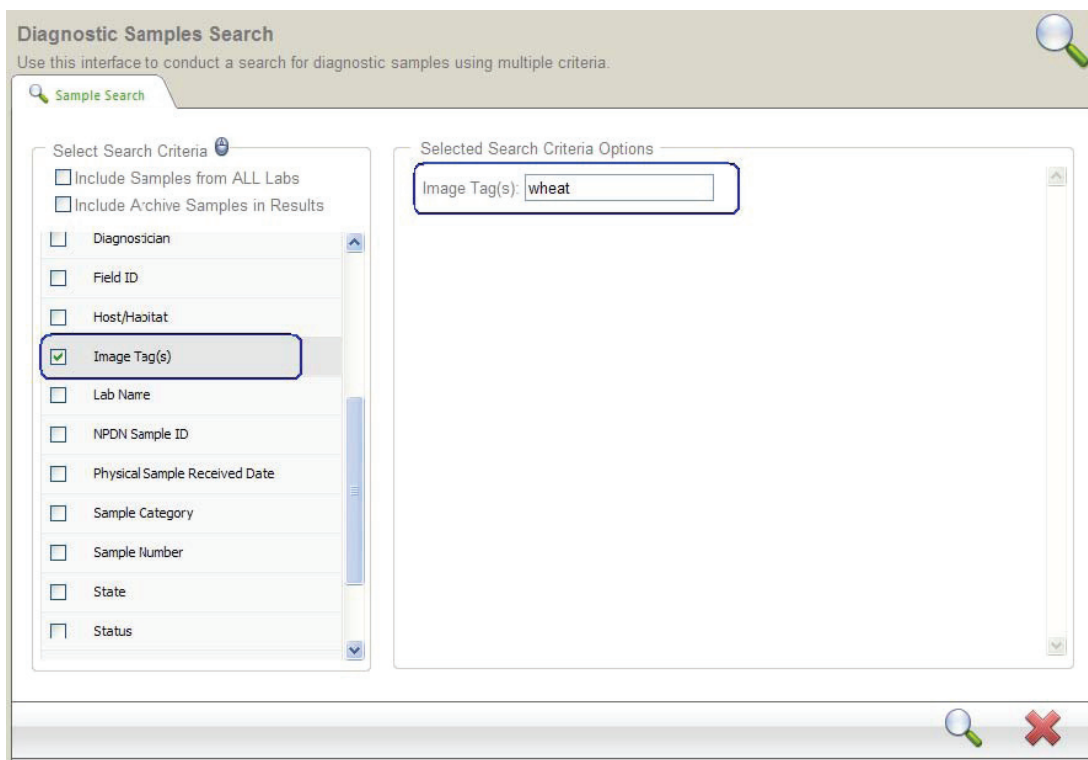 Diagnostic Samples Search
Use this interface to conduct a search for diagnostic samples using multiple criteria.
Sample Search
Select Search Criteria
Include Samples from ALL Labs
Include Archive Samples in Results
Diagnostician
Field ID
Host/Habitat
Image Tag(s)
Lab Name
NPDN Sample ID
Physical Sample Received Date
Sample Category
Sample Number
State
Status
Selected Search Criteria Options
Image Tag(s): wheat